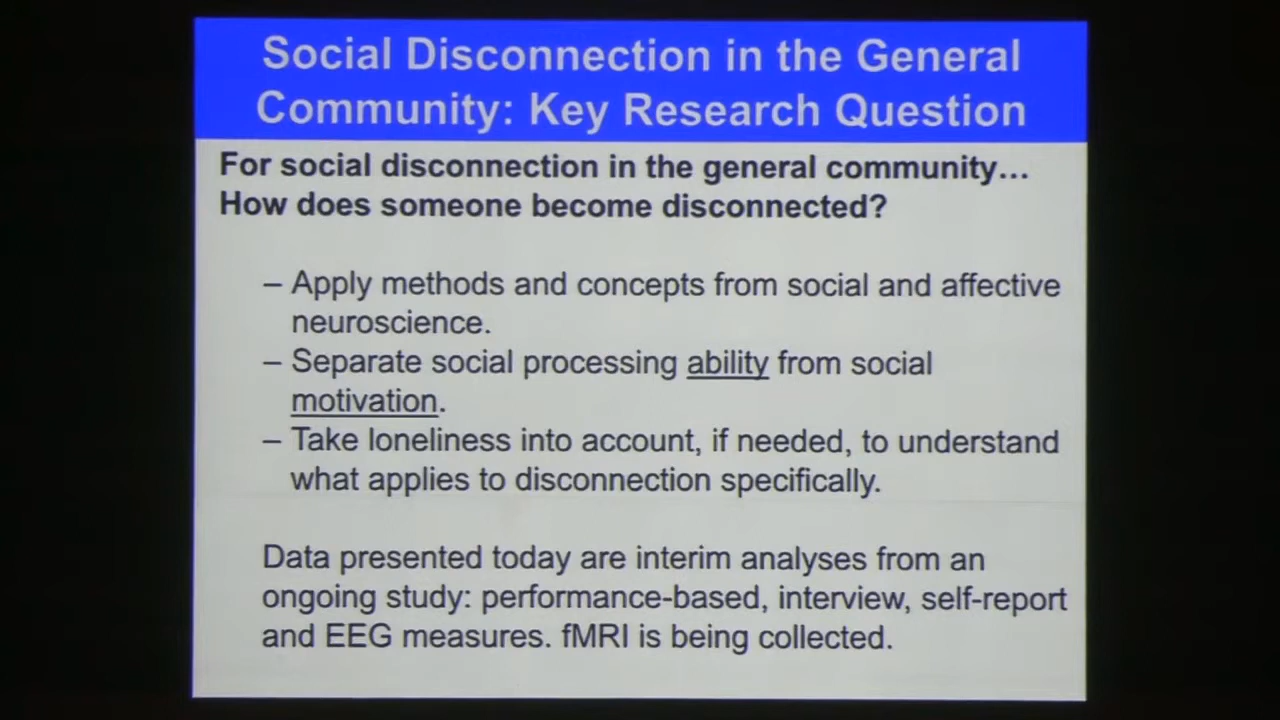 Social Disconnection in the General
Community: Key Research Question
For social disconnection in the general community...
How does someone become disconnected?
– Apply methods and concepts from social and affective
neuroscience.
– Separate social processing ability from social
motivation.
– Take loneliness into account, if needed, to understand
what applies to disconnection specifically.
Data presented today are interim analyses from an
ongoing study: performance-based, interview, self-report
and EEG measures. fMRI is being collected.